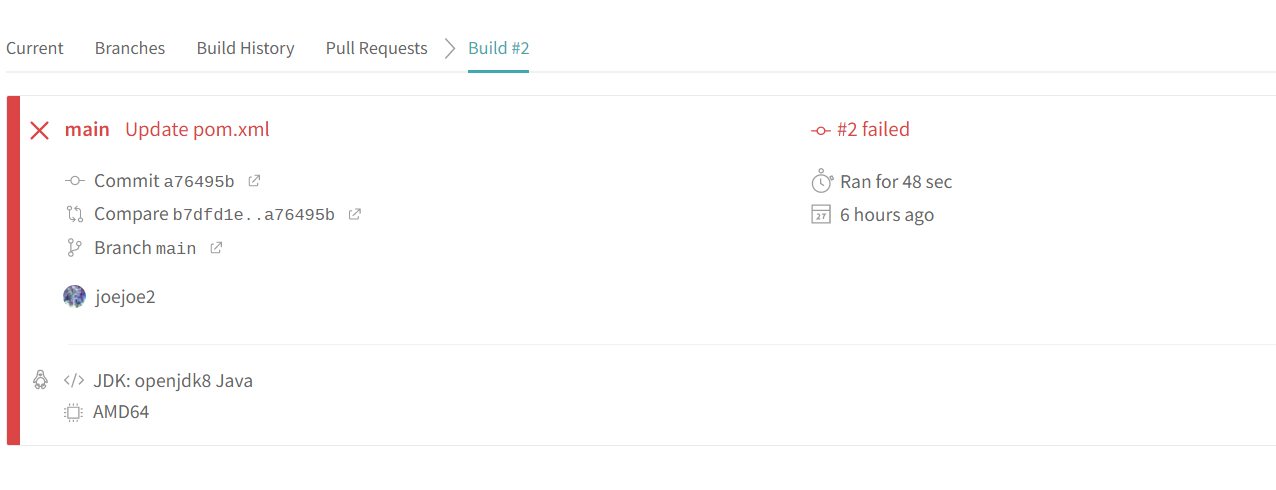 Current Branches Build History Pull Requests Build #2
main Update pom.xml
#2 failed
Commit a76495b
Ran for 48 sec
Compare b7dfd1e..a76495b
6 hours ago
Branch main
joejoe2
JDK: openjdk8 Java
AMD64